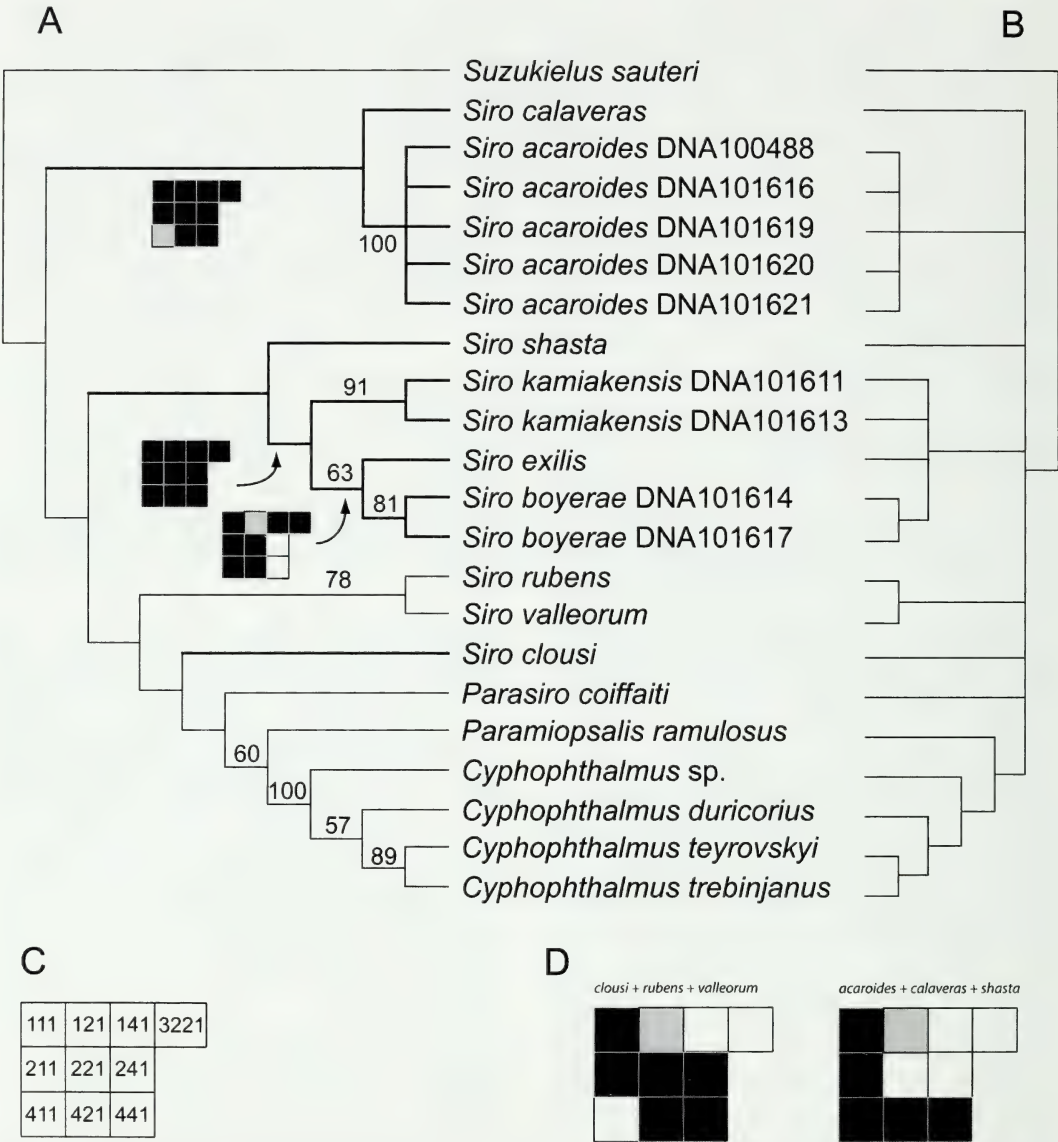 A
B
Suzukielus sauteri
Siro calaveras
Siro acaroides DNA100488
Siro acaroides DNA101616
Siro acaroides DNA101619
100
Siro acaroides DNA101620
Siro acaroides DNA101621
Siro shasta
91
Siro kamiakensis DNA101611
Siro kamiakensis DNA101613
63
Siro exilis
81
Siro boyerae DNA101614
Siro boyerae DNA101617
78
Siro rubens
Siro valleorum
Siro clousi
Parasiro coiffaiti
60
Paramiopsalis ramulosus
100
Cyphophthalmus sp.
57
Cyphophthalmus duricorius
89
Cyphophthalmus teyrovskyi
Cyphophthalmus trebinjanus
C
111 121 141 3221
211 221 241
411 421 441
D
clousi + rubens + valleorum
acaroides + calaveras + shasta